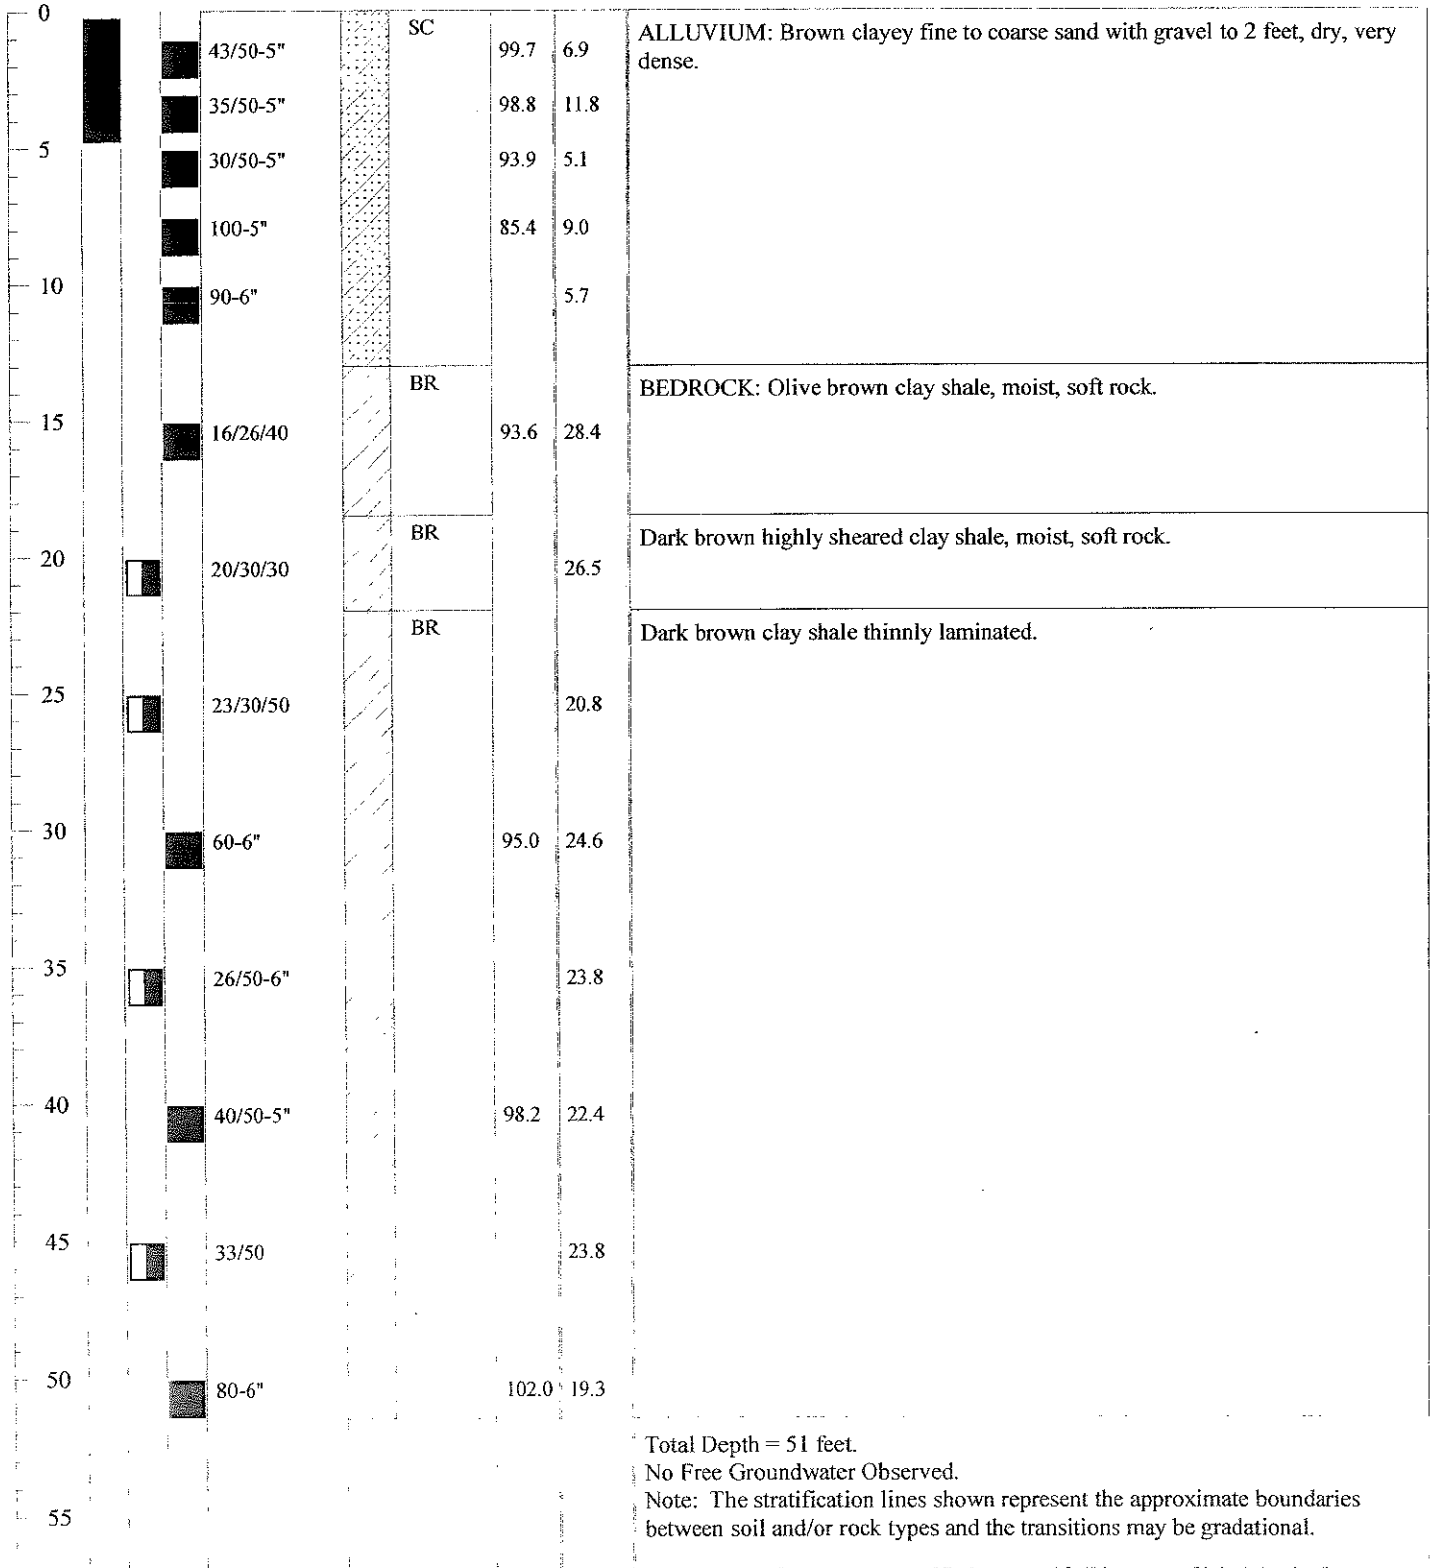 0
SC
ALLUVIUM: Brown clayey fine to coarse sand with gravel to 2 feet, dry, very
dense.
43/50-5" 99.7 6.9
35/50-5" 98.8 11.8
5
30/50-5" 93.9 5.1
100-5" 85.4 9.0
10
90-6" 5.7
BR
BEDROCK: Olive brown clay shale, moist, soft rock.
15
16/26/40 93.6 28.4
BR
Dark brown highly sheared clay shale, moist, soft rock.
20
20/30/30 26.5
BR
Dark brown clay shale thinnly laminated.
25
23/30/50 20.8
30
60-6" 95.0 24.6
35
26/50-6" 23.8
40
40/50-5" 98.2 22.4
45
33/50 23.8
50
80-6" 102.0 19.3
Total Depth = 51 feet.
No Free Groundwater Observed.
Note: The stratification lines shown represent the approximate boundaries
55
between soil and/or rock types and the transitions may be gradational.